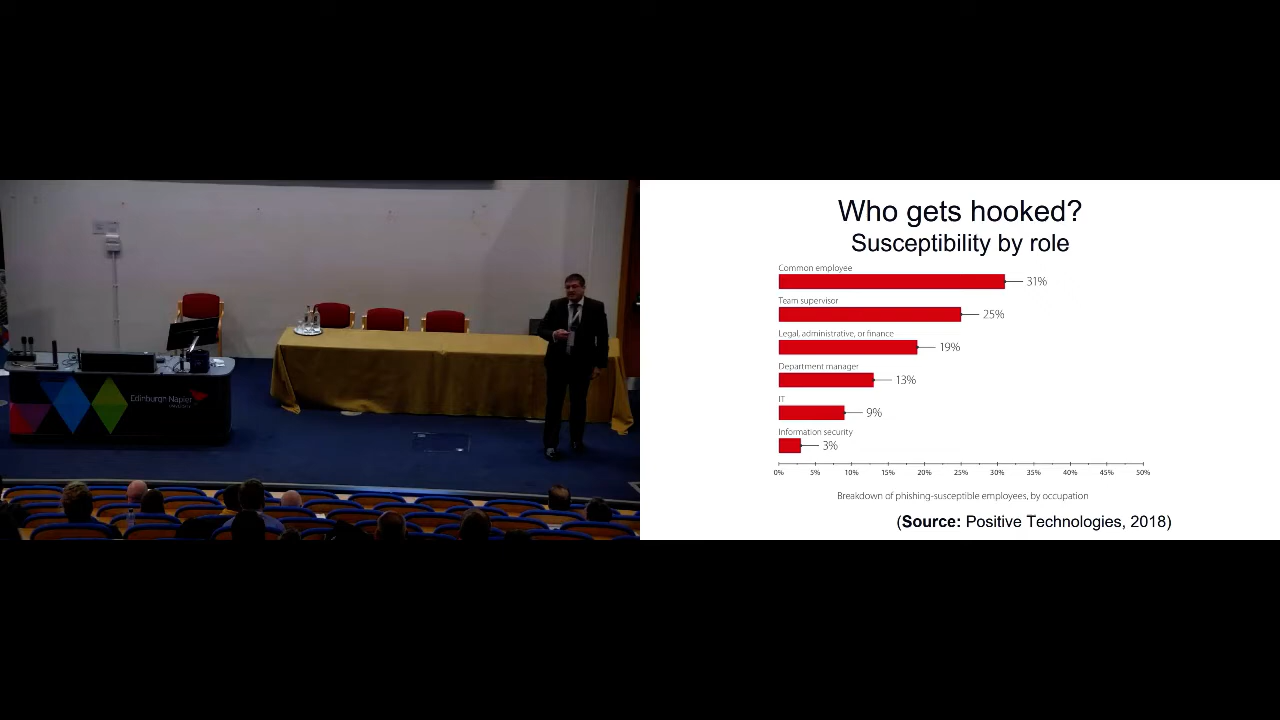 Edinburgh Napier
Who gets hooked?
Susceptibility by role
Common employee
31%
Team supervisor
25%
Legal, administrative, or finance
19%
Department manager
13%
IT
9%
Information security
3%
0% 5% 10% 15% 20% 25% 30% 35% 40% 45% 50%
Breakdown of phishing-susceptible employees, by occupation
(Source: Positive Technologies, 2018)